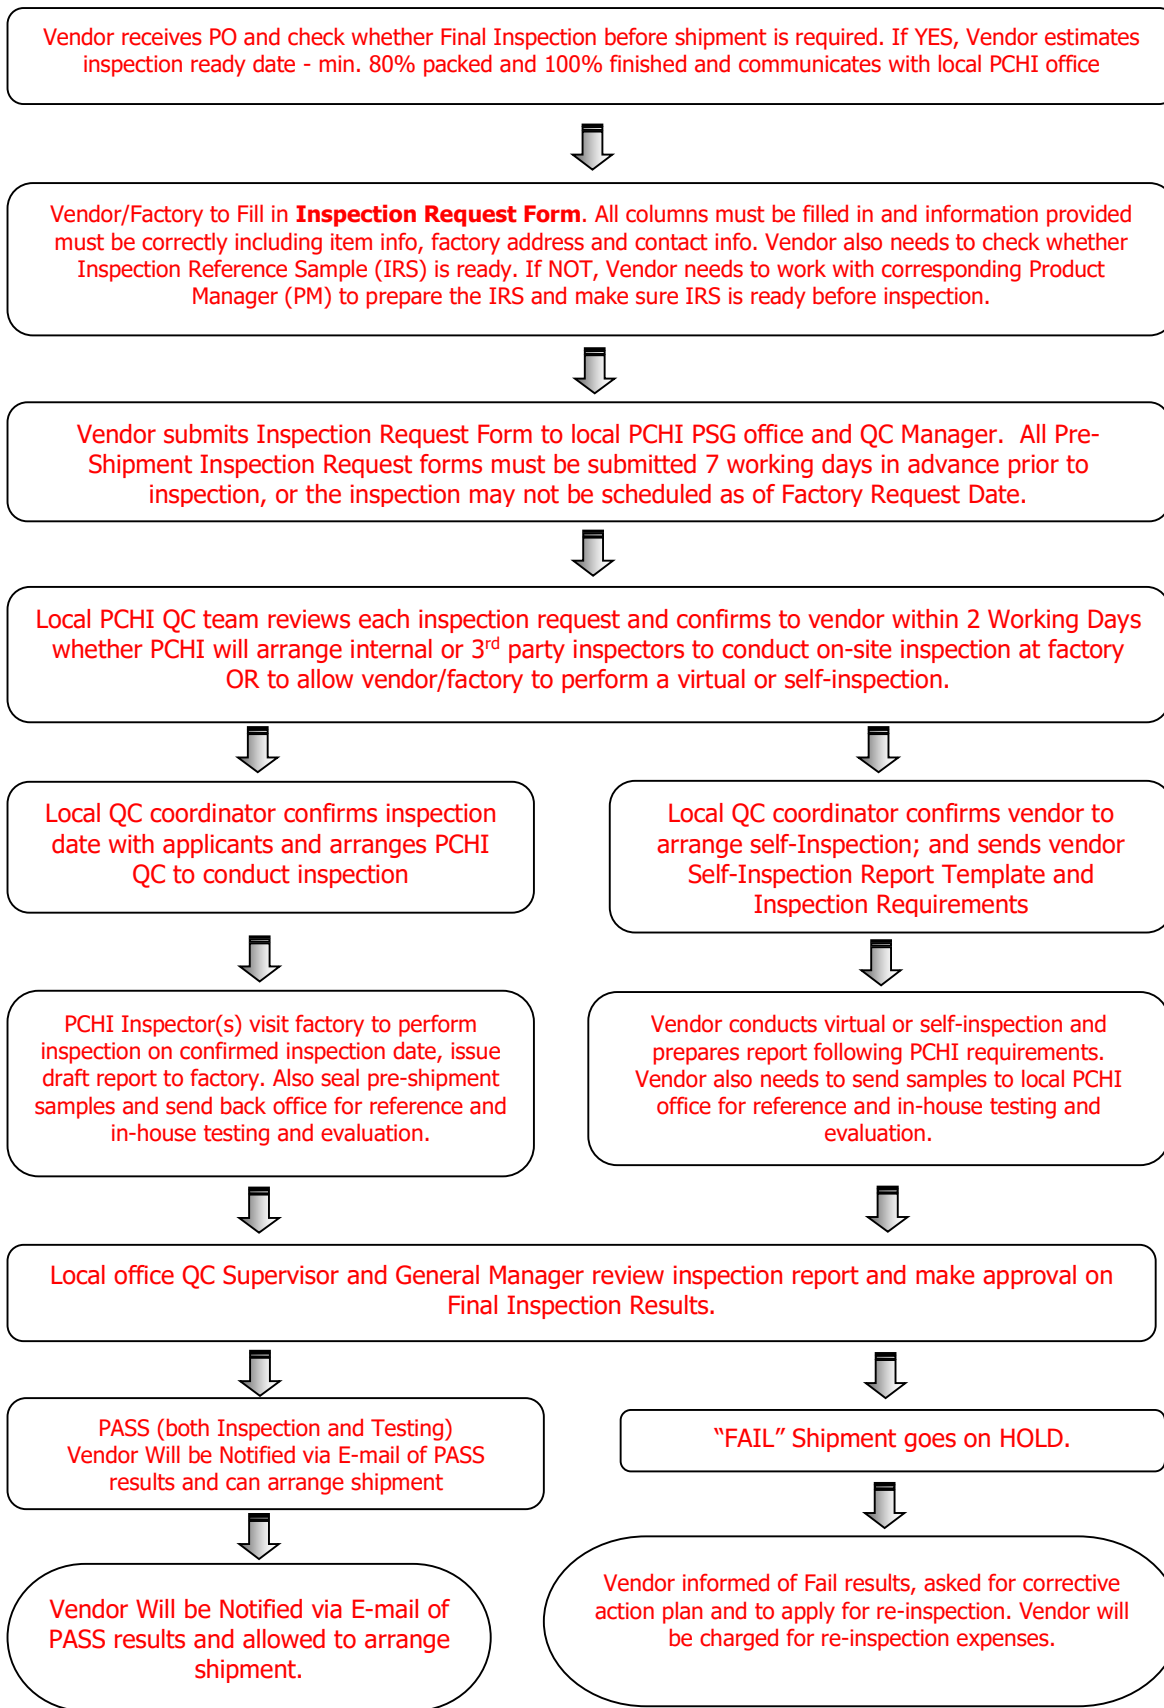 Vendor receives PO and check whether Final Inspection before shipment is required. If YES, Vendor estimates
inspection ready date - min. 80% packed and 100% finished and communicates with local PCHI office
Vendor/Factory to Fill in Inspection Request Form. All columns must be filled in and information provided
must be correctly including item info, factory address and contact info. Vendor also needs to check whether
Inspection Reference Sample (IRS) is ready. If NOT, Vendor needs to work with corresponding Product
Manager (PM) to prepare the IRS and make sure IRS is ready before inspection.
Vendor submits Inspection Request Form to local PCHI PSG office and QC Manager. All Pre-
Shipment Inspection Request forms must be submitted 7 working days in advance prior to
inspection, or the inspection may not be scheduled as of Factory Request Date.
Local PCHI QC team reviews each inspection request and confirms to vendor within 2 Working Days
whether PCHI will arrange internal or 3rd party inspectors to conduct on-site inspection at factory
OR to allow vendor/factory to perform a virtual or self-inspection.
Local QC coordinator confirms inspection
date with applicants and arranges PCHI
QC to conduct inspection
Local QC coordinator confirms vendor to
arrange self-Inspection; and sends vendor
Self-Inspection Report Template and
Inspection Requirements
PCHI Inspector(s) visit factory to perform
inspection on confirmed inspection date, issue
draft report to factory. Also seal pre-shipment
samples and send back office for reference and
in-house testing and evaluation.
Vendor conducts virtual or self-inspection and
prepares report following PCHI requirements.
Vendor also needs to send samples to local PCHI
office for reference and in-house testing and
evaluation.
Local office QC Supervisor and General Manager review inspection report and make approval on
Final Inspection Results.
PASS (both Inspection and Testing)
Vendor Will be Notified via E-mail of PASS
results and can arrange shipment
“FAIL” Shipment goes on HOLD.
Vendor Will be Notified via E-mail of
PASS results and allowed to arrange
shipment.
Vendor informed of Fail results, asked for corrective
action plan and to apply for re-inspection. Vendor will
be charged for re-inspection expenses.